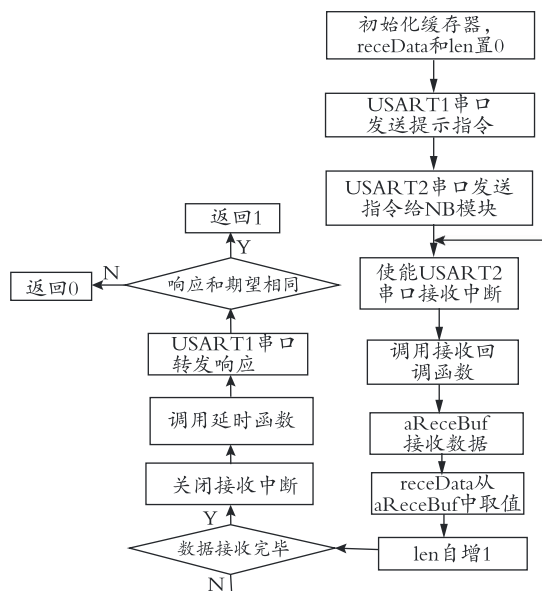 初始化缓存器,
receData和len置0
USART1串口
发送提示指令
USART2串口发送
指令给NB模块
使能USART2
串口接收中断
调用接收回
调函数
aReceBuf
接收数据
receData从
aReceBuf中取值
len自增1
数据接收完毕
N
Y
关闭接收中断
调用延时函数
USART1串口
转发响应
响应和期望相同
N
返回0
Y
返回1